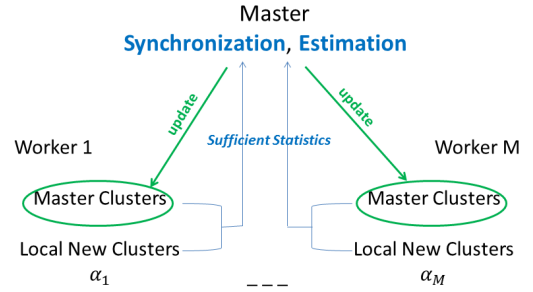 Master
Synchronization, Estimation
update
update
Sufficient Statistics
Worker 1
Worker M
Master Clusters
Master Clusters
Local New Clusters
Local New Clusters
α₁
_ _ _
α_M